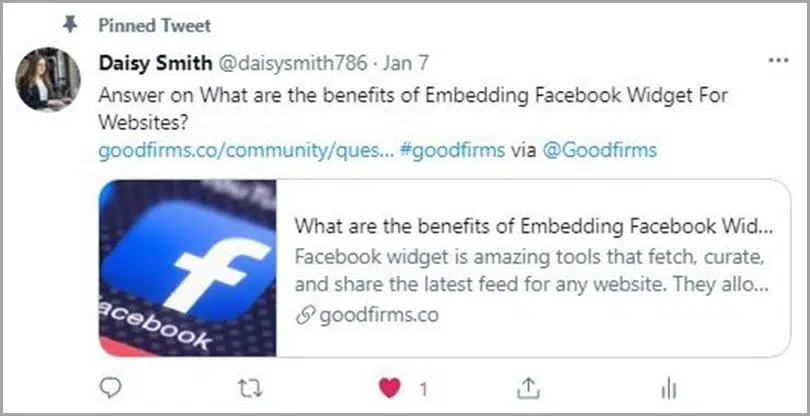 Pinned Tweet
Daisy Smith @daisysmith786 · Jan 7
Answer on What are the benefits of Embedding Facebook Widget For
Websites?
goodfirms.co/community/ques... #goodfirms via @Goodfirms
What are the benefits of Embedding Facebook Wid...
Facebook widget is amazing tools that fetch, curate,
and share the latest feed for any website. They allo...
goodfirms.co
acebook
1